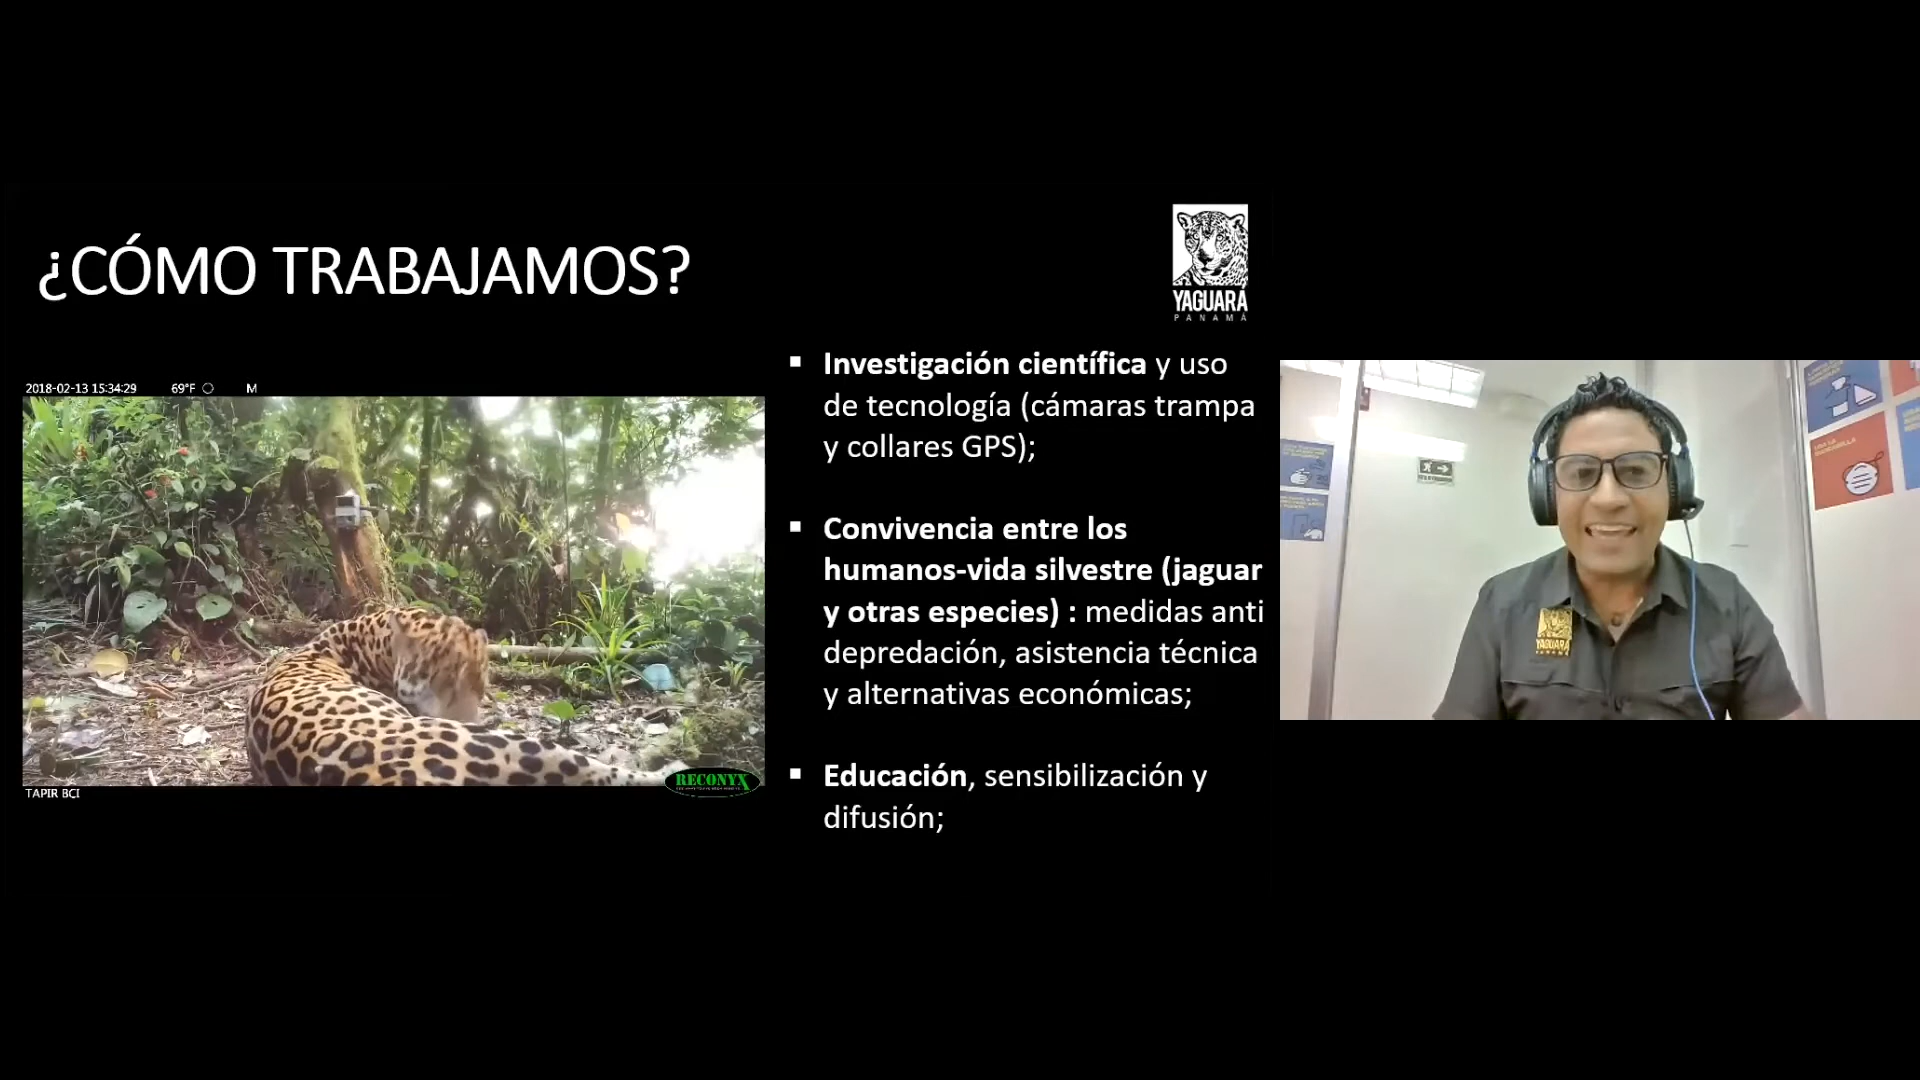 ¿CÓMO TRABAJAMOS?
YAGUARÁ
PANAMÁ
2018-02-13 15:34:29 69°F M
RECONYX
TAPIR BCI
▪ Investigación científica y uso
de tecnología (cámaras trampa
y collares GPS);
▪ Convivencia entre los
humanos-vida silvestre (jaguar
y otras especies) : medidas anti
depredación, asistencia técnica
y alternativas económicas;
▪ Educación, sensibilización y
difusión;
YAGUARÁ
PANAMÁ